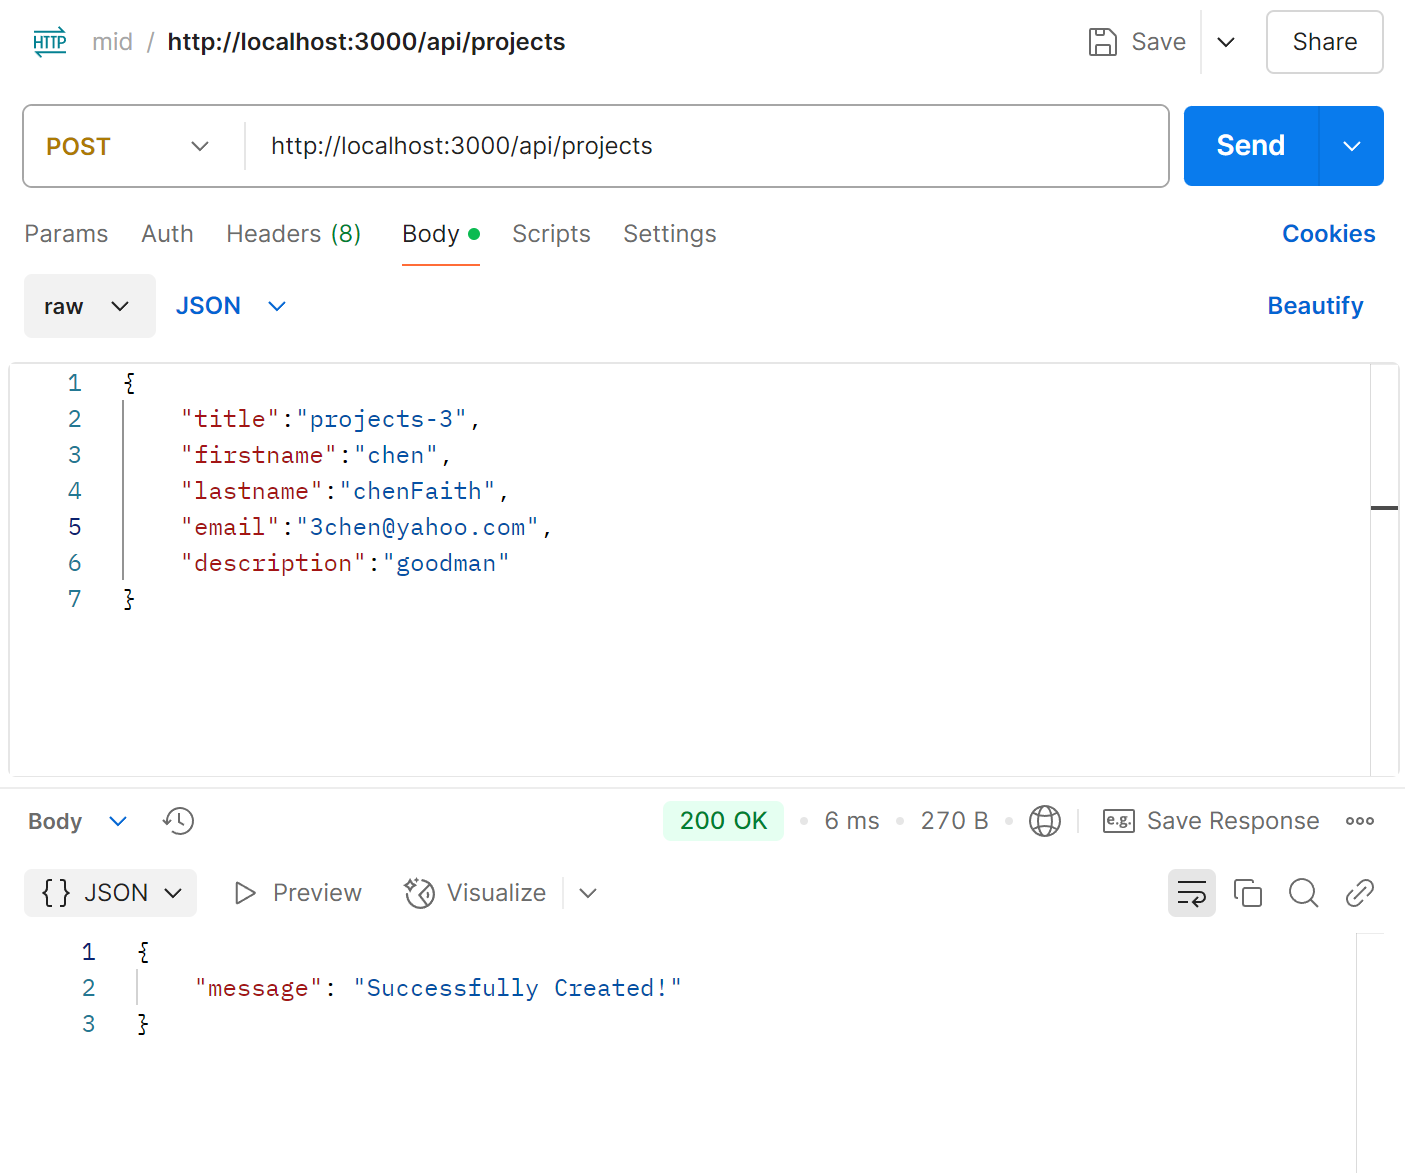 HTTP mid / http://localhost:3000/api/projects Save Share
POST http://localhost:3000/api/projects Send
Params Auth Headers (8) Body Scripts Settings Cookies
raw JSON Beautify
1 {
2 "title":"projects-3",
3 "firstname":"chen",
4 "lastname":"chenFaith",
5 "email":"3chen@yahoo.com",
6 "description":"goodman"
7 }
Body 200 OK 6 ms 270 B e.g. Save Response
{} JSON Preview Visualize
1 {
2 "message": "Successfully Created!"
3 }